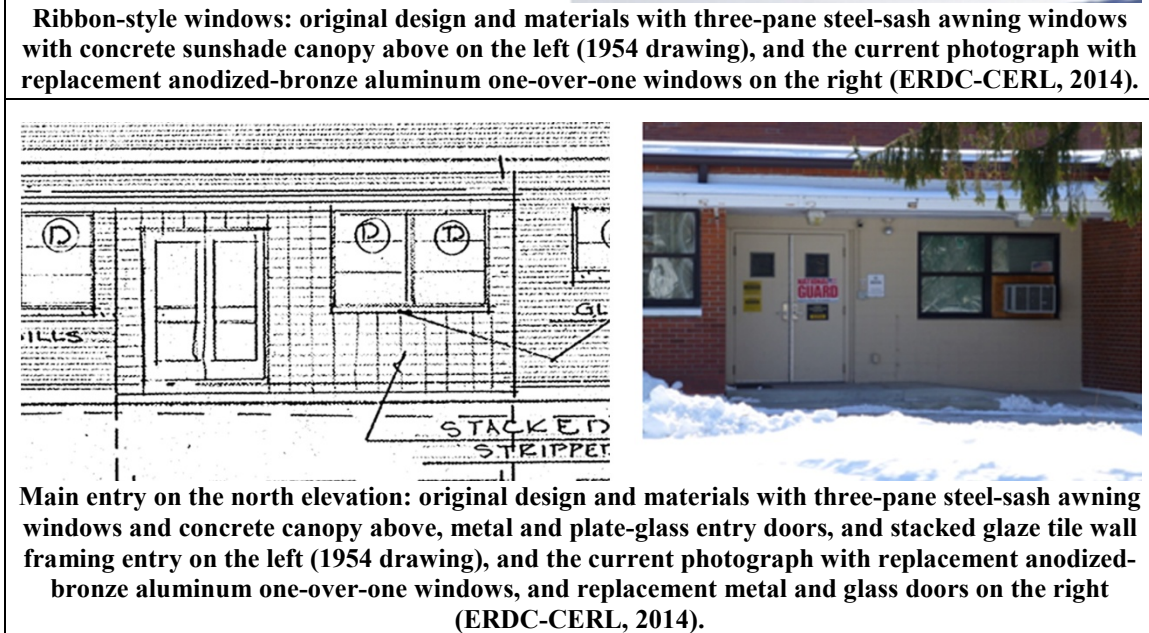 Ribbon-style windows: original design and materials with three-pane steel-sash awning windows
with concrete sunshade canopy above on the left (1954 drawing), and the current photograph with
replacement anodized-bronze aluminum one-over-one windows on the right (ERDC-CERL, 2014).
D
D
D
GL
ILLS
STACKED
STRIPPED
NATIONAL
GUARD
Main entry on the north elevation: original design and materials with three-pane steel-sash awning
windows and concrete canopy above, metal and plate-glass entry doors, and stacked glaze tile wall
framing entry on the left (1954 drawing), and the current photograph with replacement anodized-
bronze aluminum one-over-one windows, and replacement metal and glass doors on the right
(ERDC-CERL, 2014).